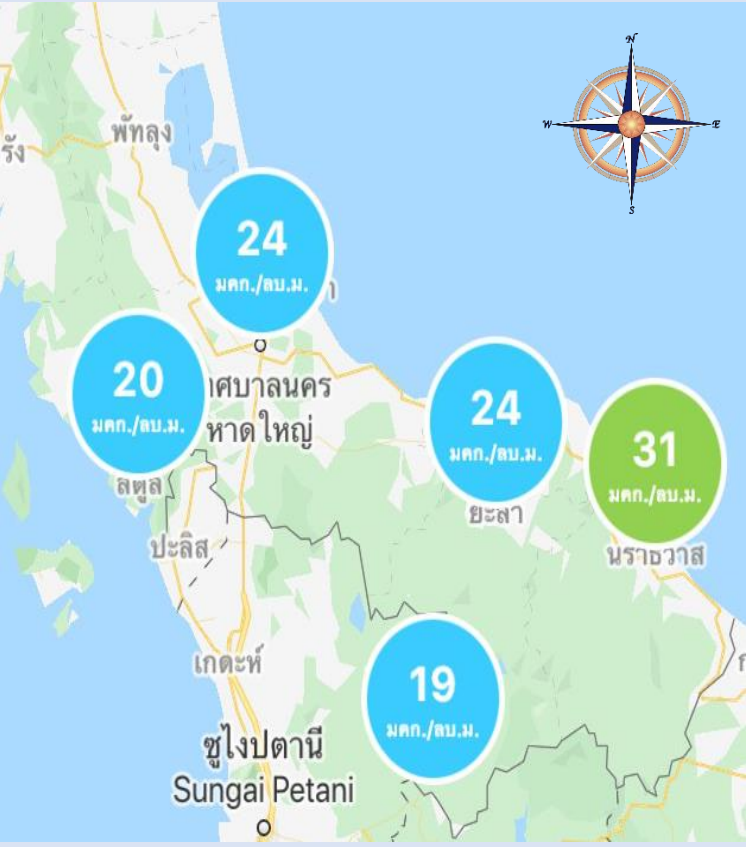 N
W
E
S
พัทลุง
รัง
24
มคก./ลบ.ม.
20
มคก./ลบ.ม.
าศบาลนคร
หาดใหญ่
24
มคก./ลบ.ม.
31
มคก./ลบ.ม.
สตูล
ยะลา
ปะลิส
นราธิวาส
เกดะห์
19
มคก./ลบ.ม.
ซูไงปตานี
Sungai Petani